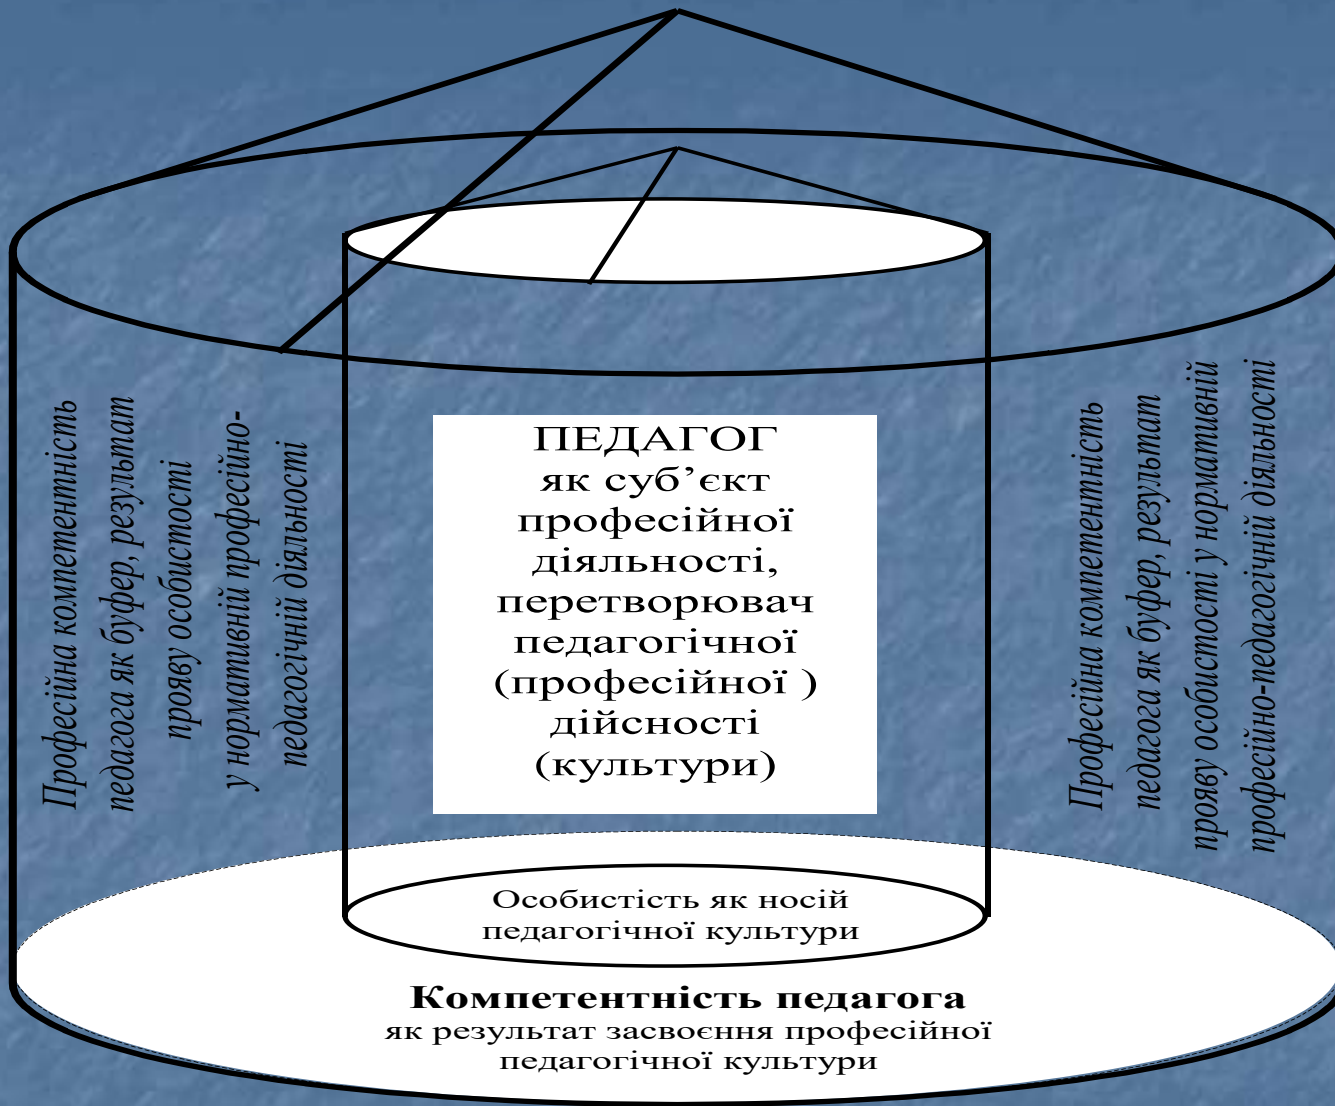 Професійна компетентність
педагога як буфер, результат
прояву особистості
у нормативній професійно-
педагогічній діяльності
ПЕДАГОГ
як суб’єкт
професійної
діяльності,
перетворювач
педагогічної
(професійної )
дійсності
(культури)
Професійна компетентність
педагога як буфер, результат
прояву особистості у нормативній
професійно-педагогічній діяльності
Особистість як носій
педагогічної культури
Компетентність педагога
як результат засвоєння професійної
педагогічної культури